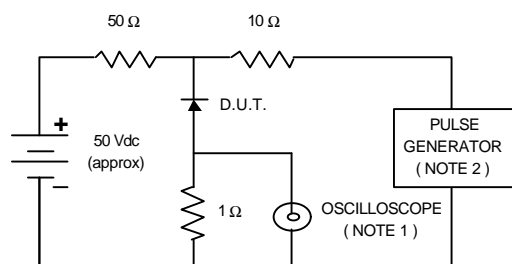 50 Ω
10 Ω
D.U.T.
+
50 Vdc
(approx)
−
1 Ω
PULSE
GENERATOR
( NOTE 2 )
OSCILLOSCOPE
( NOTE 1 )